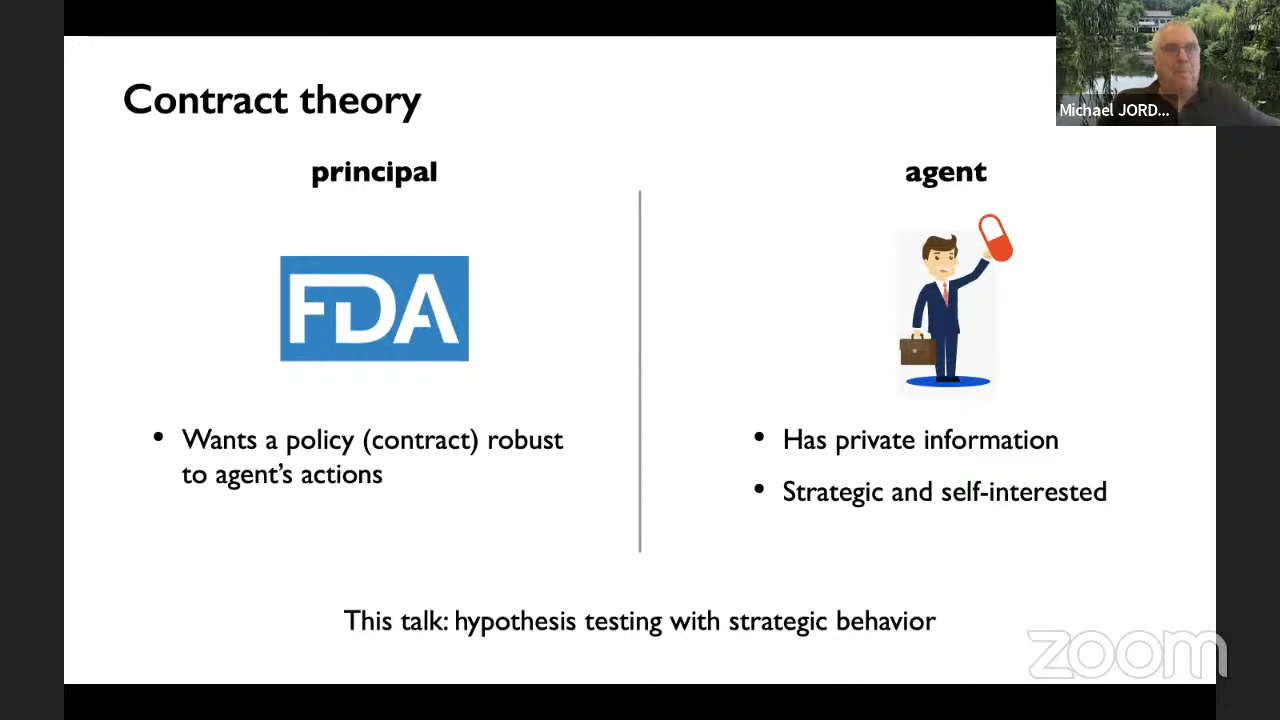 Contract theory
Michael JORD...
principal
agent
FDA
• Wants a policy (contract) robust
to agent's actions
• Has private information
• Strategic and self-interested
This talk: hypothesis testing with strategic behavior
zoom